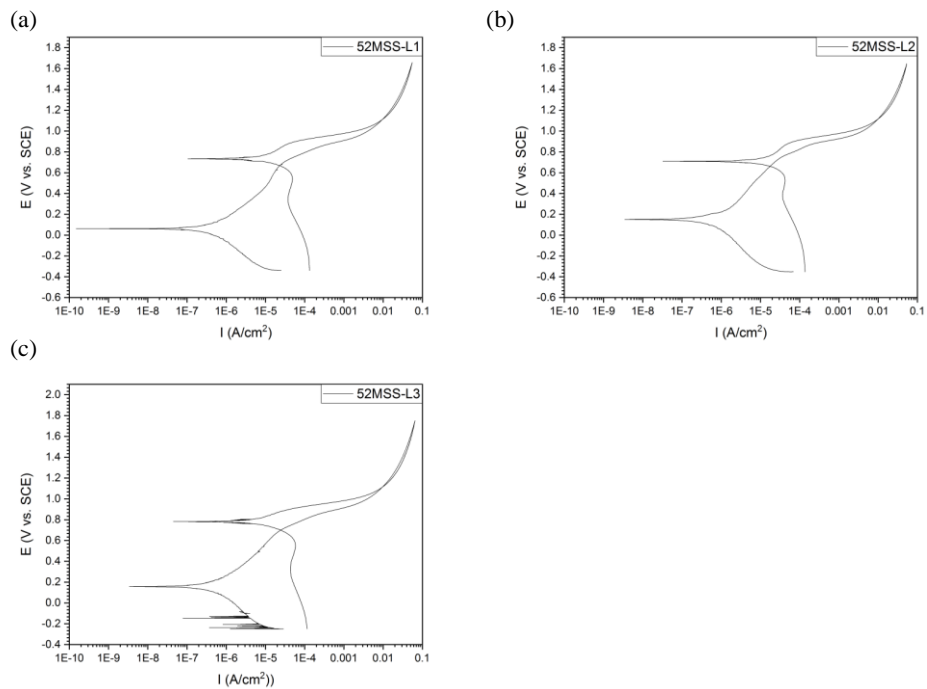 (a)
52MSS-L1
1.8
1.6
1.4
1.2
1.0
0.8
0.6
0.4
0.2
0.0
-0.2
-0.4
-0.6
E (V vs. SCE)
1E-10 1E-9 1E-8 1E-7 1E-6 1E-5 1E-4 0.001 0.01 0.1
I (A/cm²)
(b)
52MSS-L2
1.8
1.6
1.4
1.2
1.0
0.8
0.6
0.4
0.2
0.0
-0.2
-0.4
-0.6
E (V vs. SCE)
1E-10 1E-9 1E-8 1E-7 1E-6 1E-5 1E-4 0.001 0.01 0.1
I (A/cm²)
(c)
52MSS-L3
2.0
1.8
1.6
1.4
1.2
1.0
0.8
0.6
0.4
0.2
0.0
-0.2
-0.4
E (V vs. SCE)
1E-10 1E-9 1E-8 1E-7 1E-6 1E-5 1E-4 0.001 0.01 0.1
I (A/cm²))